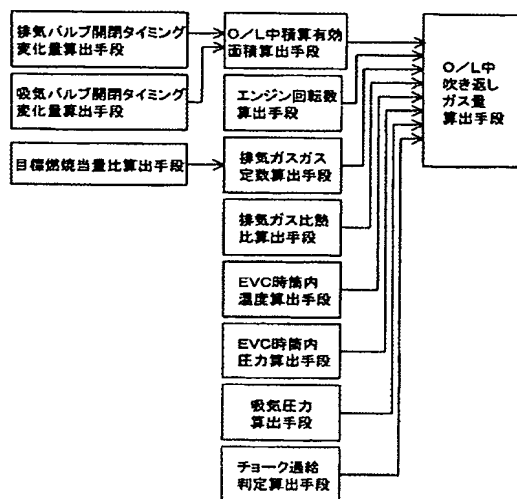 排気バルブ開閉タイミング
変化量算出手段
吸気バルブ開閉タイミング
変化量算出手段
目標燃焼当量比算出手段
O/L中積算有効
面積算出手段
エンジン回転数
算出手段
排気ガスガス
定数算出手段
排気ガス比熱
比算出手段
EVC時筒内
温度算出手段
EVC時筒内
圧力算出手段
吸気圧力
算出手段
チョーク過給
判定算出手段
O/L中
吹き返し
ガス量
算出手段